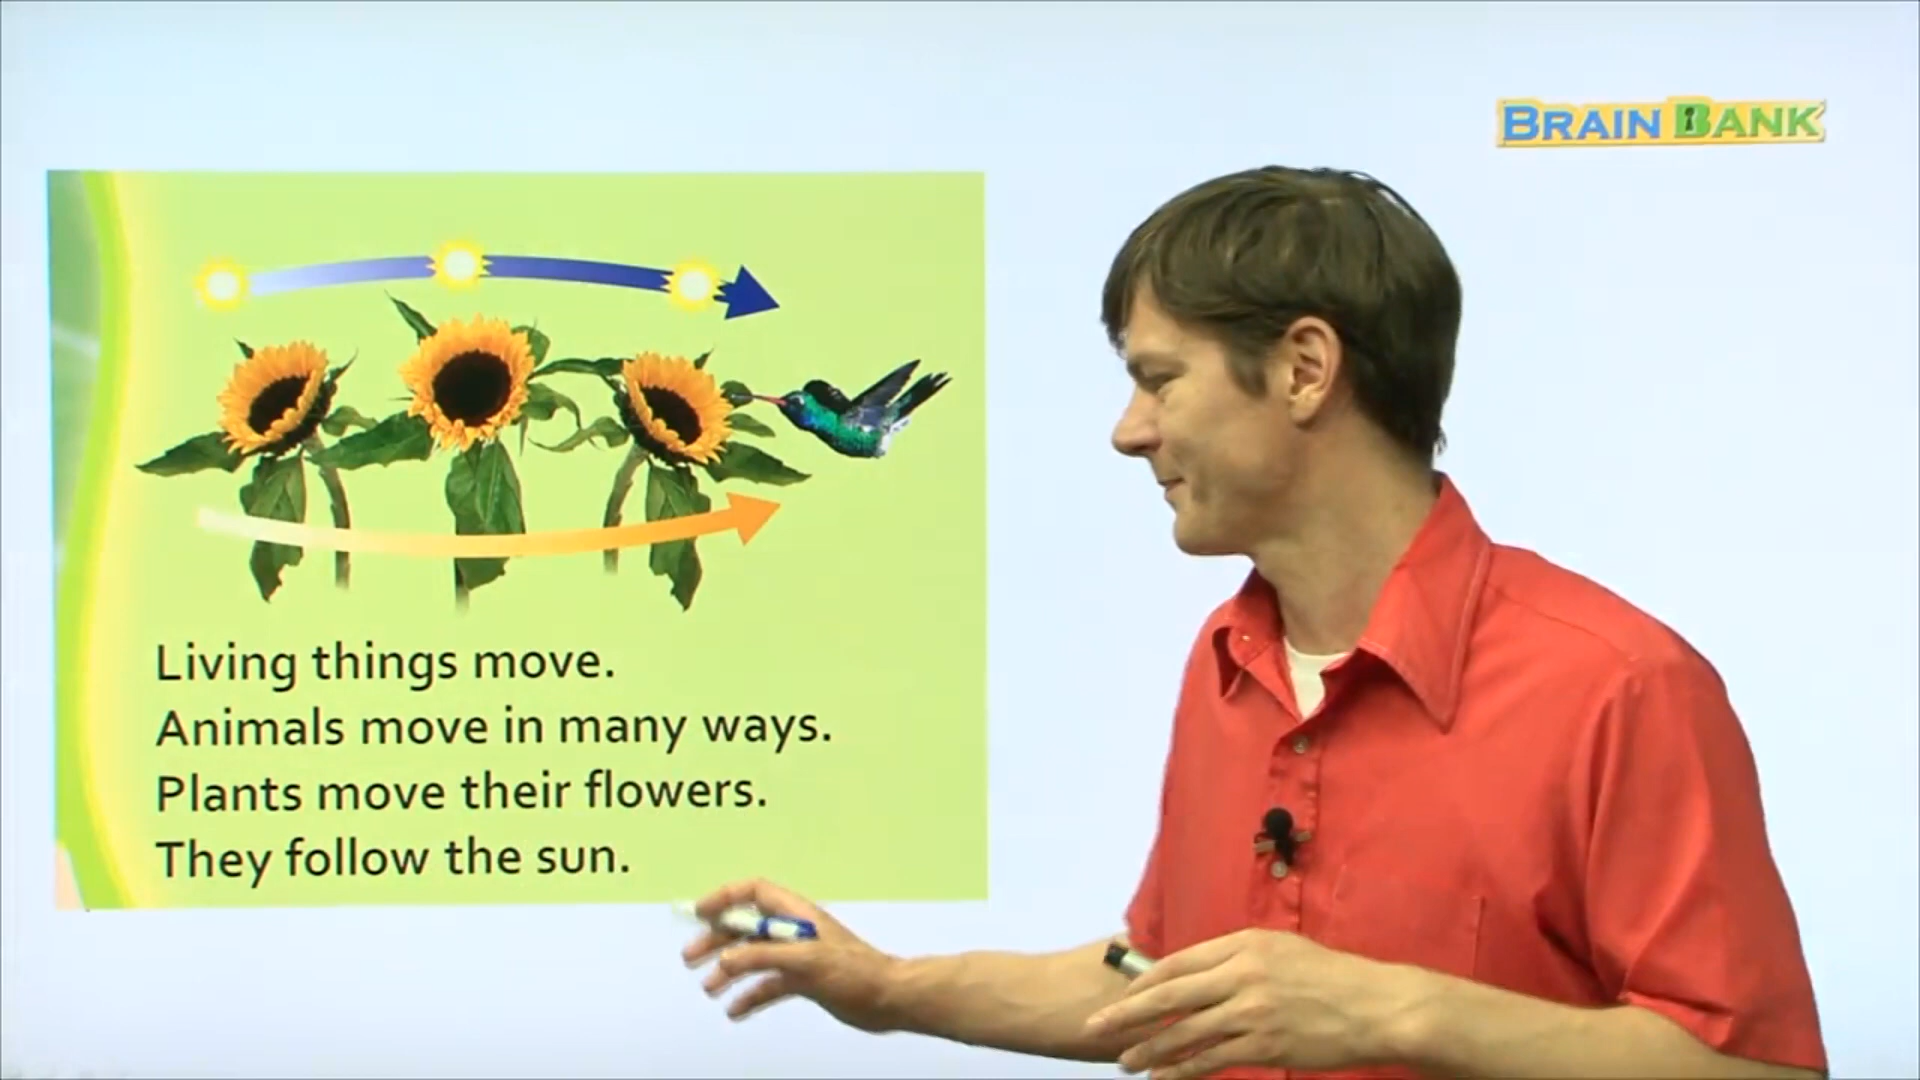 BRAIN BANK
Living things move.
Animals move in many ways.
Plants move their flowers.
They follow the sun.